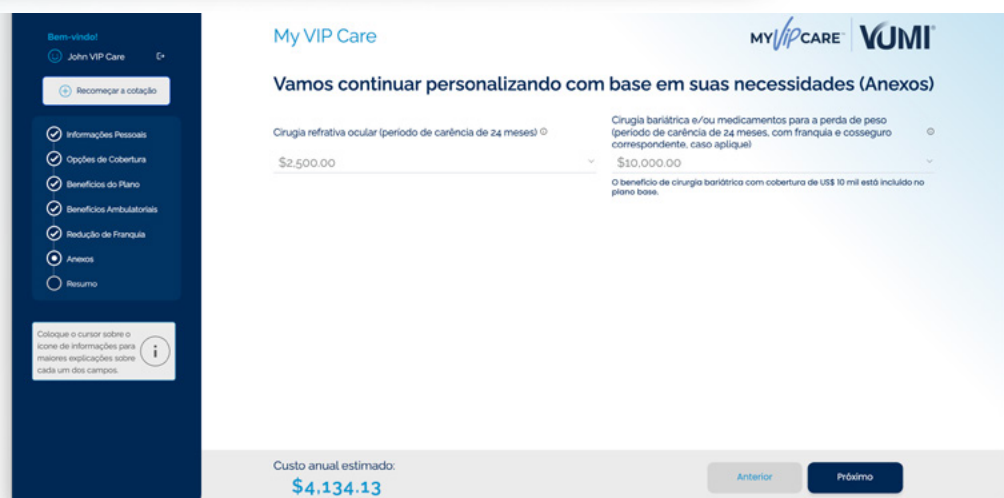 Bem-vindo!
John VIP Care
Recomeçar a cotação
Informações Pessoais
Opções de Cobertura
Benefícios do Plano
Benefícios Ambulatoriais
Redução de Franquia
Anexos
Resumo
Coloque o cursor sobre o
ícone de informações para
maiores explicações sobre
cada um dos campos.
i
My VIP Care
MY VIP CARE™ VUMI®
Vamos continuar personalizando com base em suas necessidades (Anexos)
Cirugia refrativa ocular (período de carência de 24 meses)
$2,500.00
Cirugia bariátrica e/ou medicamentos para a perda de peso
(período de carência de 24 meses, com franquia e cosseguro
correspondente, caso aplique)
$10,000.00
O benefício de cirurgia bariátrica com cobertura de US$ 10 mil está incluído no
plano base.
Custo anual estimado:
$4,134.13
Anterior
Próximo